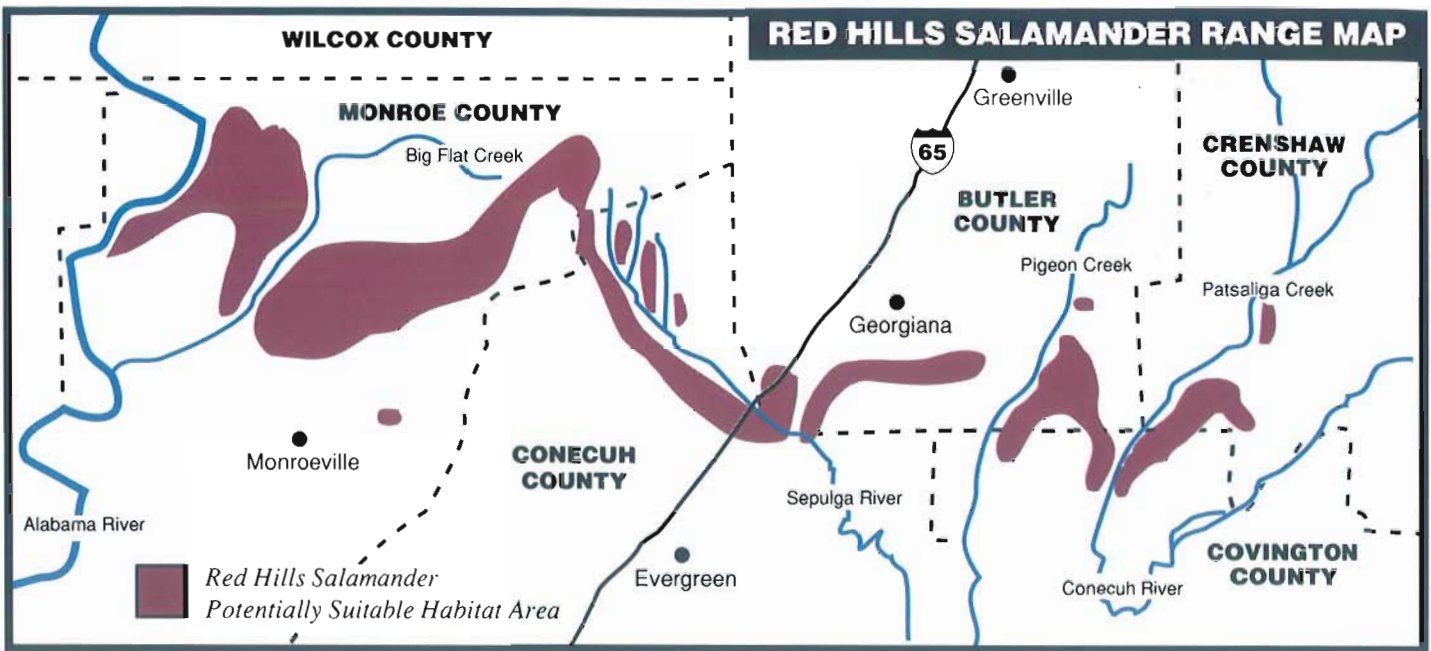 RED HILLS SALAMANDER RANGE MAP
WILCOX COUNTY
MONROE COUNTY
Big Flat Creek
Greenville
65
CRENSHAW
COUNTY
BUTLER
COUNTY
Pigeon Creek
Patsaliga Creek
Georgiana
Monroeville
CONECUH
COUNTY
Sepulga River
Alabama River
Evergreen
Conecuh River
COVINGTON
COUNTY
Red Hills Salamander
Potentially Suitable Habitat Area